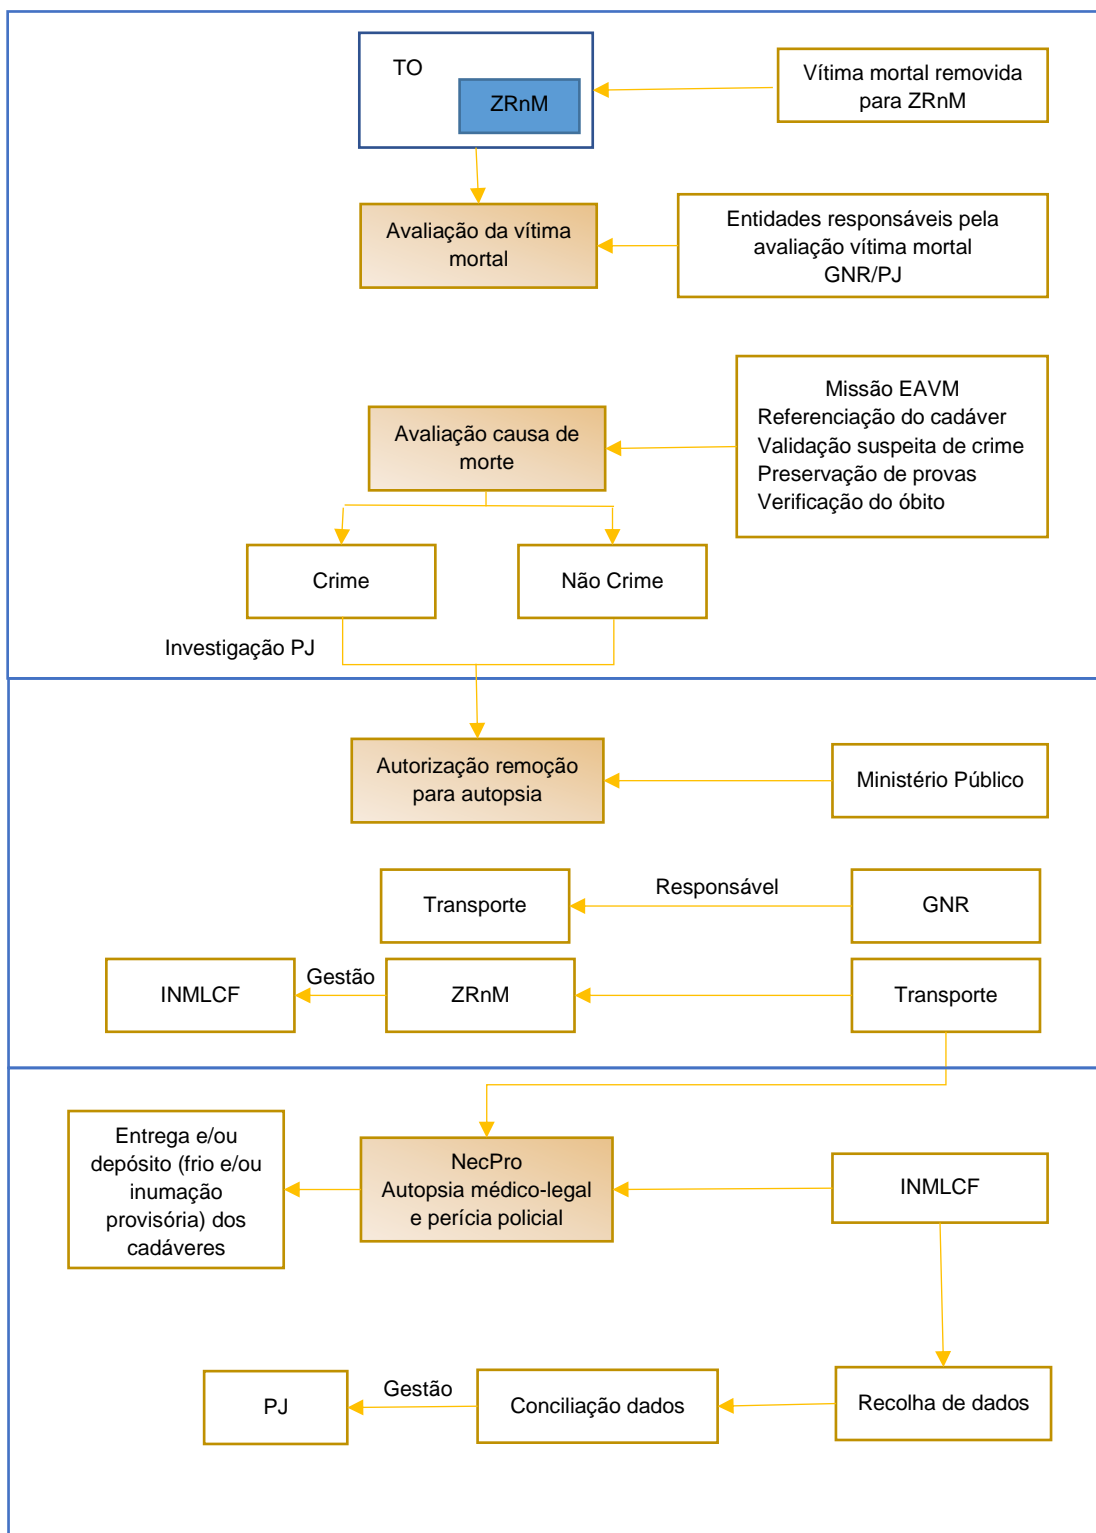 TO
ZRnM
Vítima mortal removida
para ZRnM
Avaliação da vítima
mortal
Entidades responsáveis pela
avaliação vítima mortal
GNR/PJ
Missão EAVM
Referenciação do cadáver
Validação suspeita de crime
Preservação de provas
Verificação do óbito
Avaliação causa de
morte
Crime
Não Crime
Investigação PJ
Autorização remoção
para autopsia
Ministério Público
Transporte
Responsável
GNR
INMLCF
Gestão
ZRnM
Transporte
Entrega e/ou
depósito (frio e/ou
inumação
provisória) dos
cadáveres
NecPro
Autopsia médico-legal
e perícia policial
INMLCF
PJ
Gestão
Conciliação dados
Recolha de dados